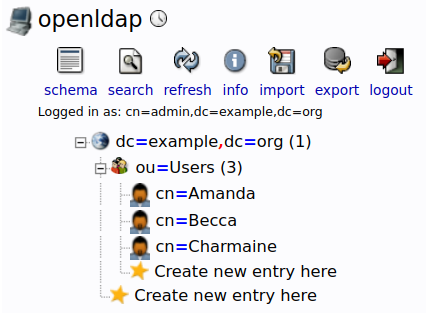 openldap
schema search refresh info import export logout
Logged in as: cn=admin,dc=example,dc=org
dc=example,dc=org (1)
ou=Users (3)
cn=Amanda
cn=Becca
cn=Charmaine
Create new entry here
Create new entry here